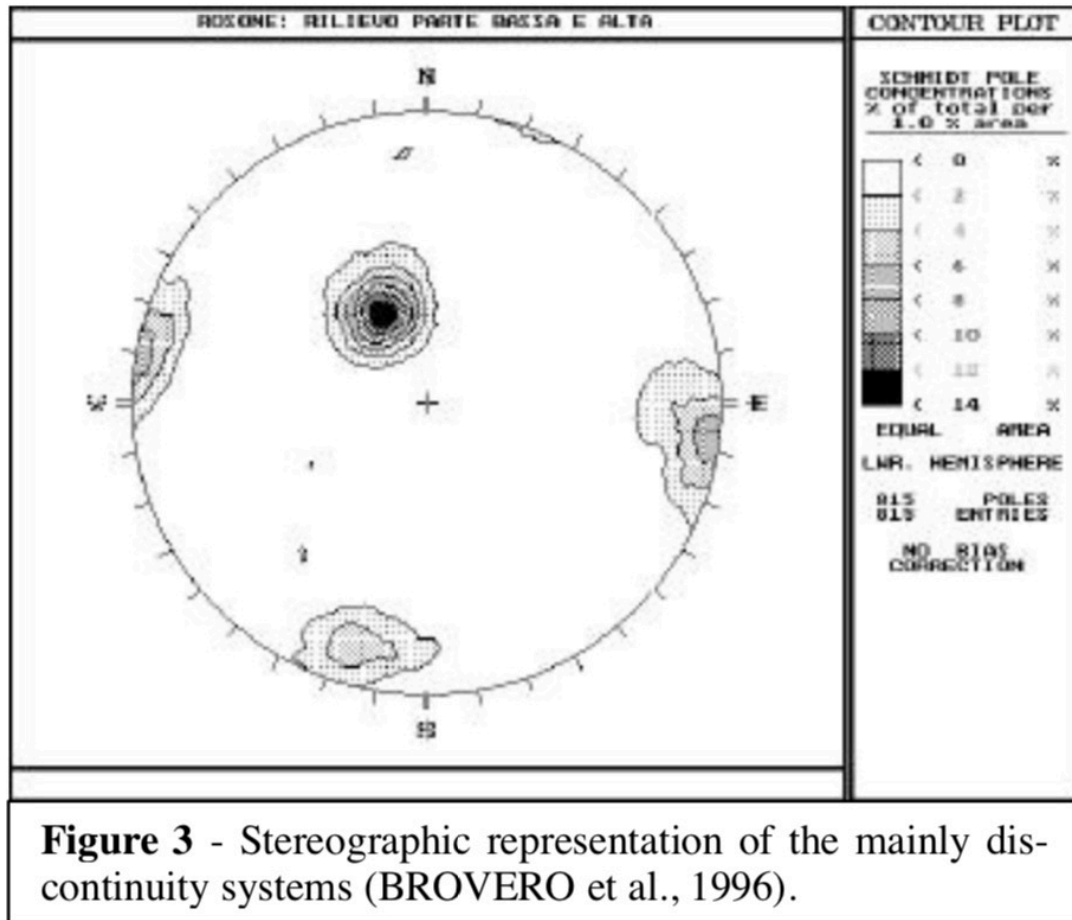 ROSONE: RILIEVO PARTE BASSA E ALTA
CONTOUR PLOT
SCHMIDT POLE
CONCENTRATIONS
% of total per
1.0 % area
< 0 %
< 2 %
< 4 %
< 6 %
< 8 %
< 10 %
< 12 %
< 14 %
EQUAL AREA
LWR. HEMISPHERE
815 POLES
815 ENTRIES
NO BIAS
CORRECTION
N
E
S
Figure 3 - Stereographic representation of the mainly dis-
continuity systems (BROVERO et al., 1996).